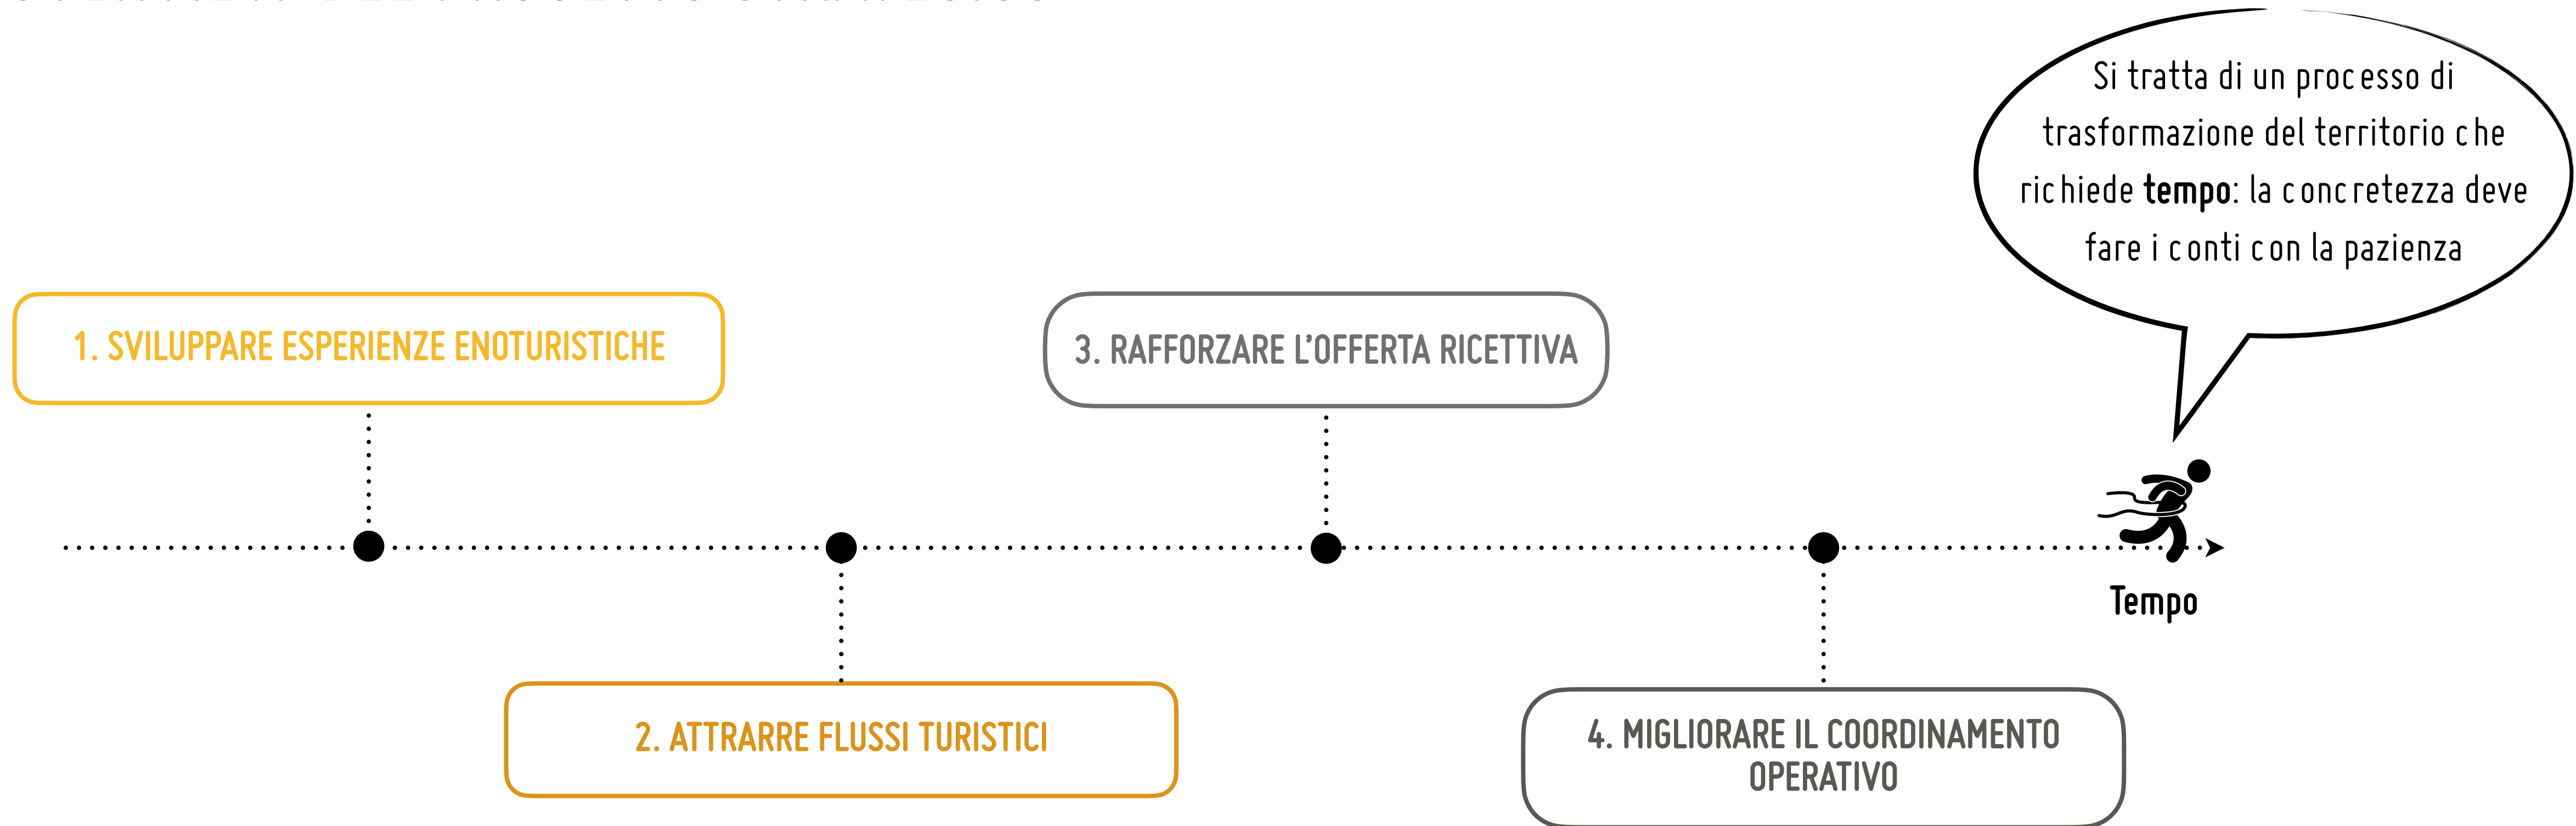 Si tratta di un processo di
trasformazione del territorio che
richiede tempo: la concretezza deve
fare i conti con la pazienza
1. SVILUPPARE ESPERIENZE ENOTURISTICHE
3. RAFFORZARE L'OFFERTA RICETTIVA
Tempo
2. ATTRARRE FLUSSI TURISTICI
4. MIGLIORARE IL COORDINAMENTO
OPERATIVO